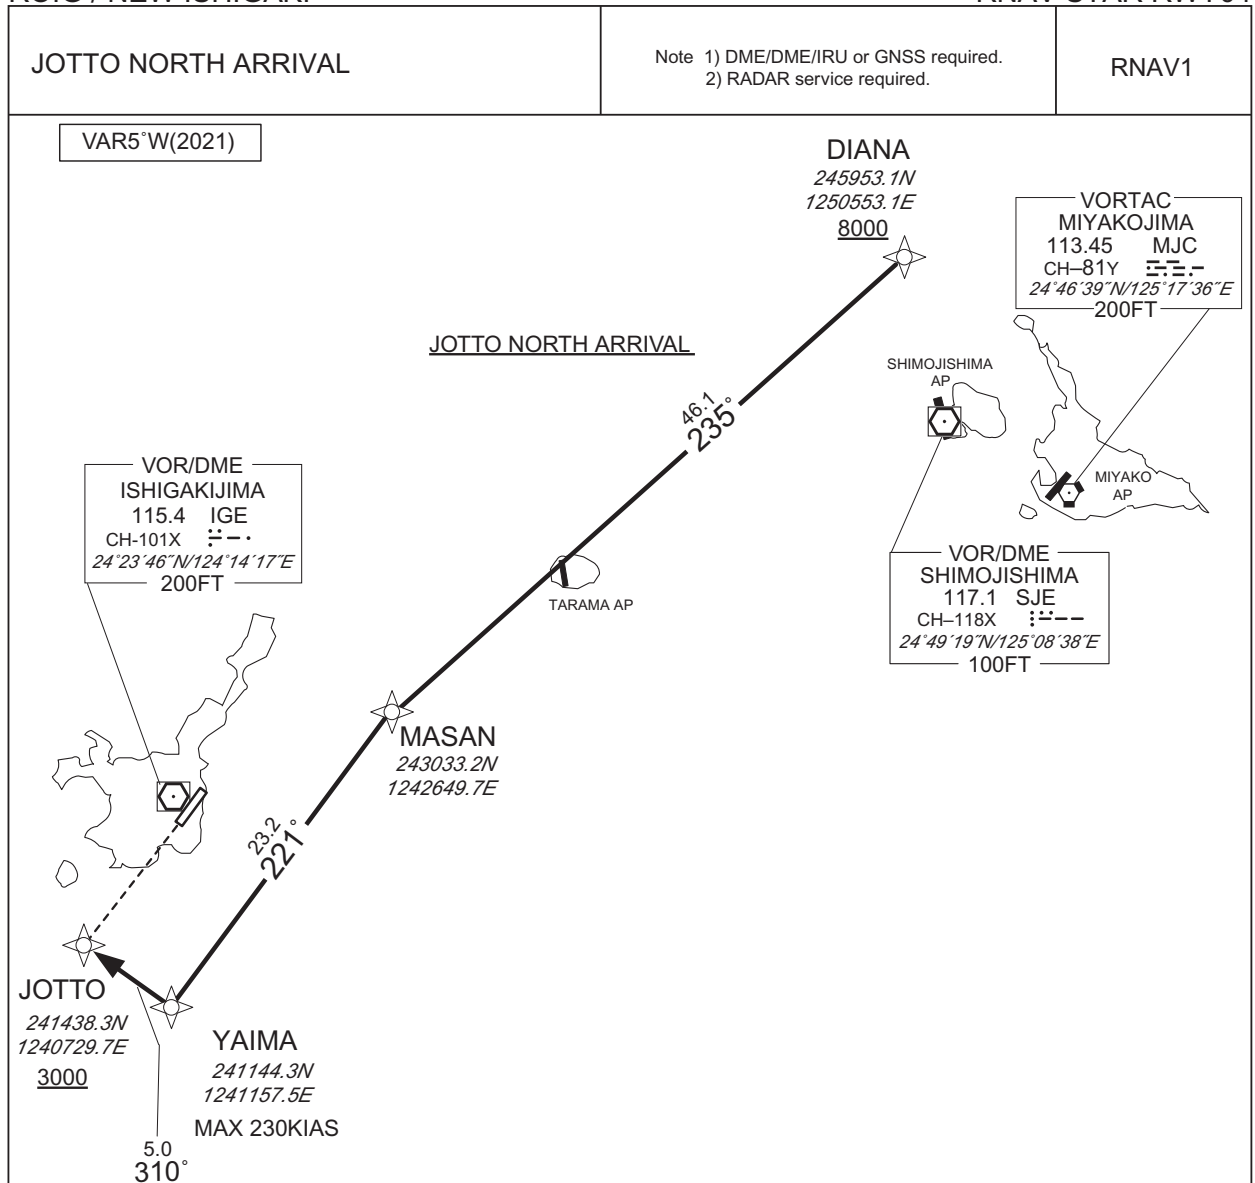 JOTTO NORTH ARRIVAL
Note 1) DME/DME/IRU or GNSS required.
2) RADAR service required.
RNAV1
VAR5°W(2021)
DIANA
245953.1N
1250553.1E
8000
VORTAC
MIYAKOJIMA
113.45 MJC
CH–81Y
24°46´39˝N/125°17´36˝E
200FT
JOTTO NORTH ARRIVAL
SHIMOJISHIMA
AP
46.1
235°
MIYAKO
AP
VOR/DME
ISHIGAKIJIMA
115.4 IGE
CH-101X
24°23´46˝N/124°14´17˝E
200FT
VOR/DME
SHIMOJISHIMA
117.1 SJE
CH–118X
24°49´19˝N/125°08´38˝E
100FT
TARAMA AP
MASAN
243033.2N
1242649.7E
23.2
221°
JOTTO
241438.3N
1240729.7E
3000
YAIMA
241144.3N
1241157.5E
MAX 230KIAS
5.0
310°